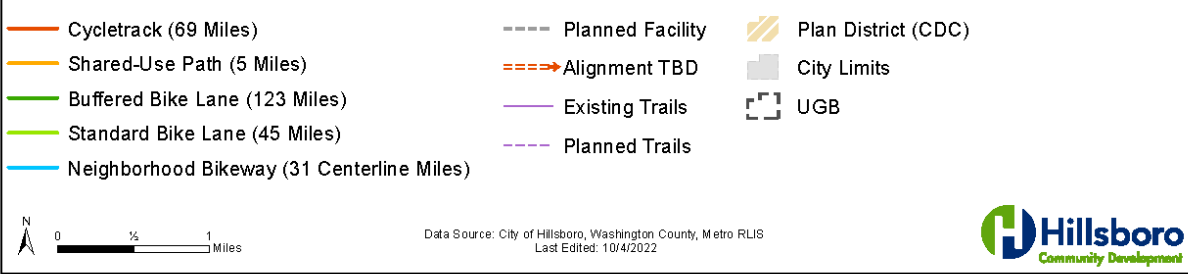 Cycletrack (69 Miles)
Shared-Use Path (5 Miles)
Buffered Bike Lane (123 Miles)
Standard Bike Lane (45 Miles)
Neighborhood Bikeway (31 Centerline Miles)
Planned Facility
Alignment TBD
Existing Trails
Planned Trails
Plan District (CDC)
City Limits
UGB
N
0 ½ 1
Miles
Data Source: City of Hillsboro, Washington County, Metro RLIS
Last Edited: 10/4/2022
Hillsboro
Community Development